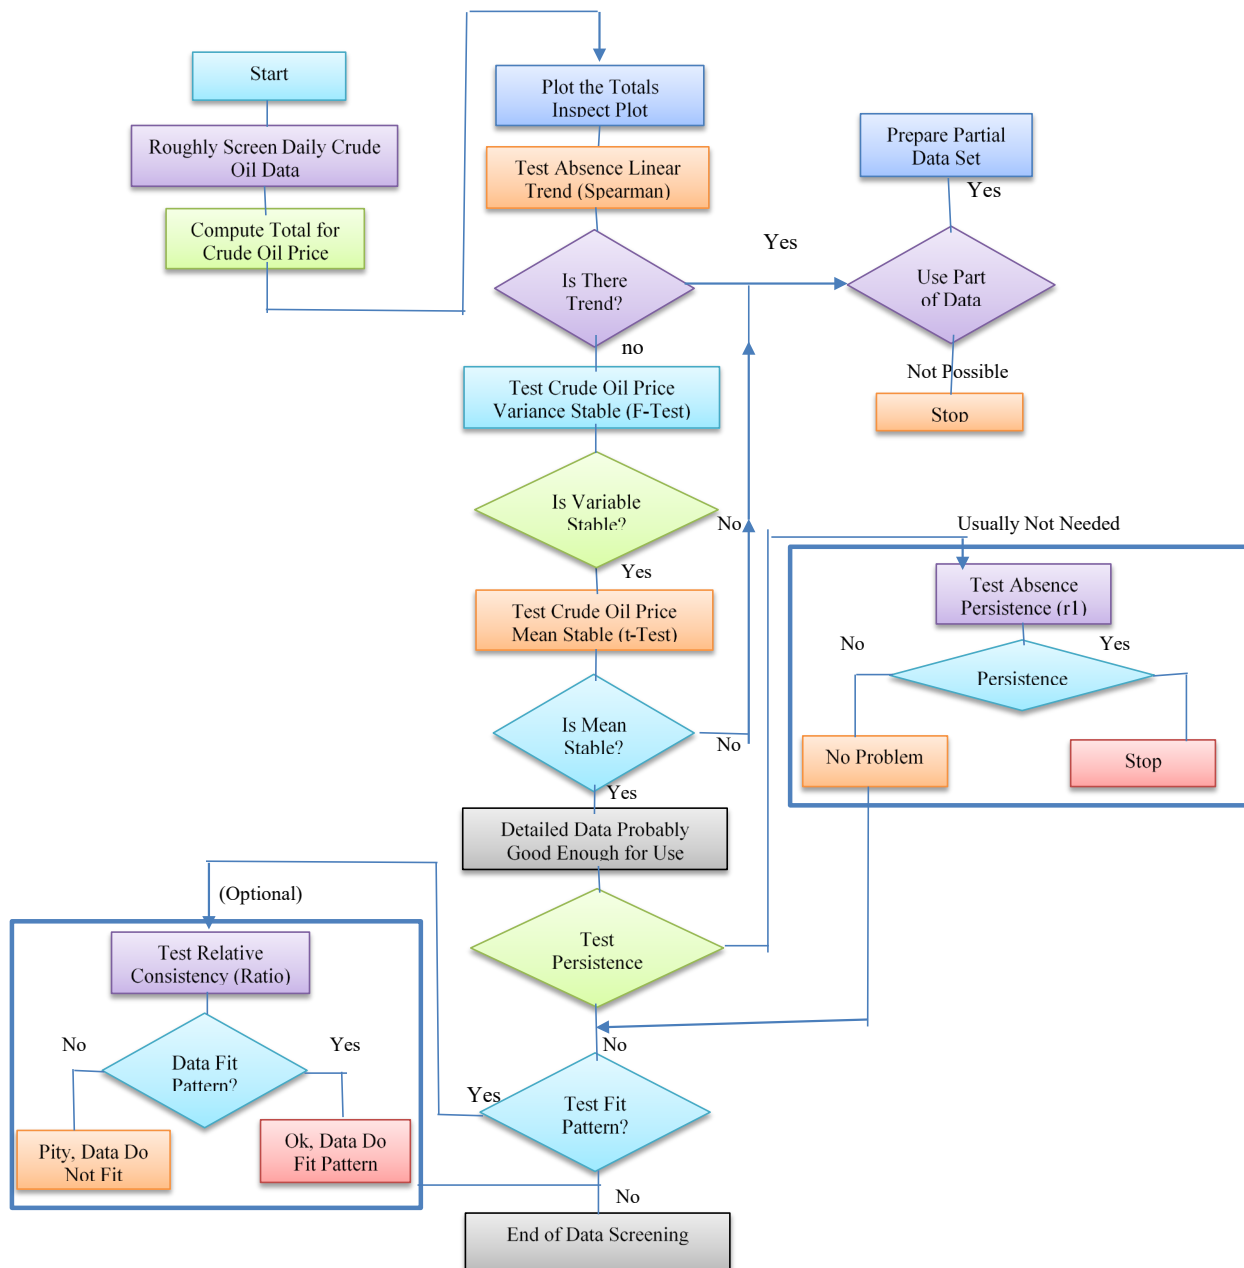 Start
Roughly Screen Daily Crude
Oil Data
Compute Total for
Crude Oil Price
Plot the Totals
Inspect Plot
Test Absence Linear
Trend (Spearman)
Is There
Trend?
Yes
Prepare Partial
Data Set
Yes
Use Part
of Data
Not Possible
Stop
no
Test Crude Oil Price
Variance Stable (F-Test)
Is Variable
Stable?
No
Yes
Test Crude Oil Price
Mean Stable (t-Test)
Is Mean
Stable?
No
Yes
Detailed Data Probably
Good Enough for Use
Test
Persistence
Usually Not Needed
Test Absence
Persistence (r1)
No
Yes
Persistence
No Problem
Stop
No
Test Fit
Pattern?
Yes
(Optional)
Test Relative
Consistency (Ratio)
No
Yes
Data Fit
Pattern?
Pity, Data Do
Not Fit
Ok, Data Do
Fit Pattern
No
End of Data Screening